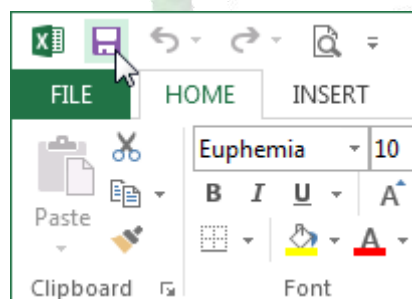 FILE HOME INSERT
Euphemia 10
B I U A
Paste
A
Clipboard Font